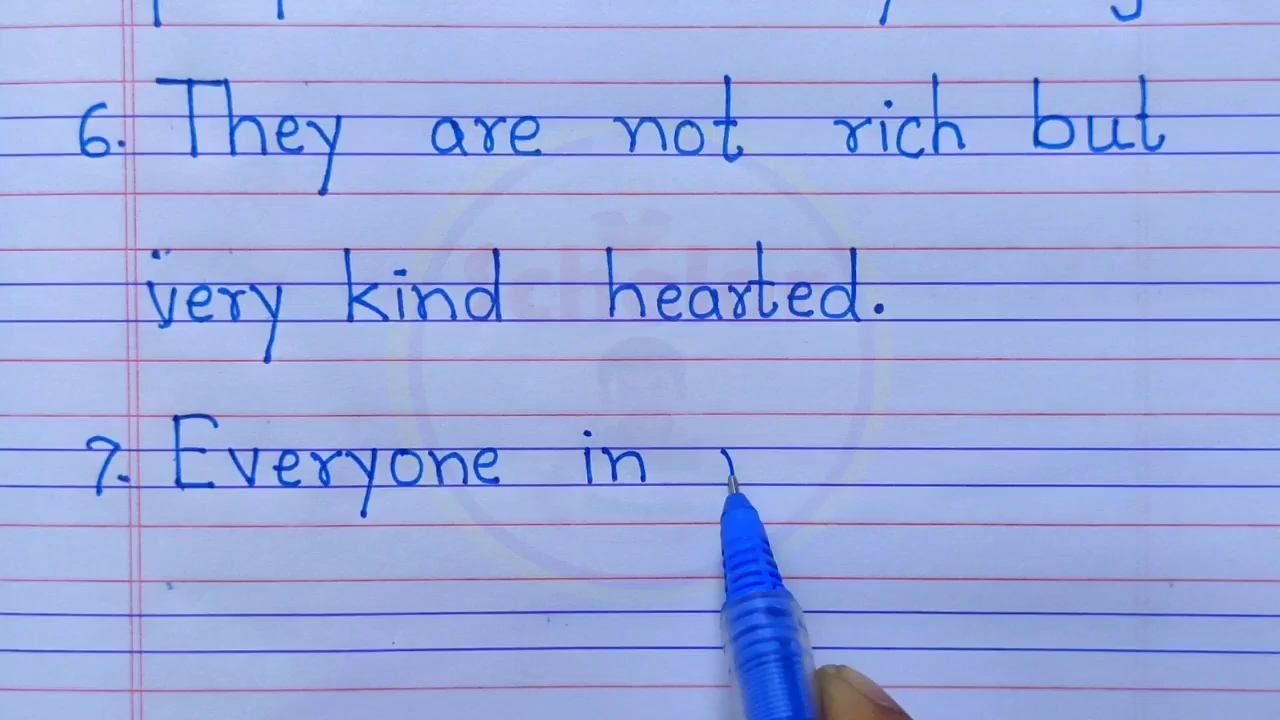 6. They are not rich but
very kind hearted.
7. Everyone in